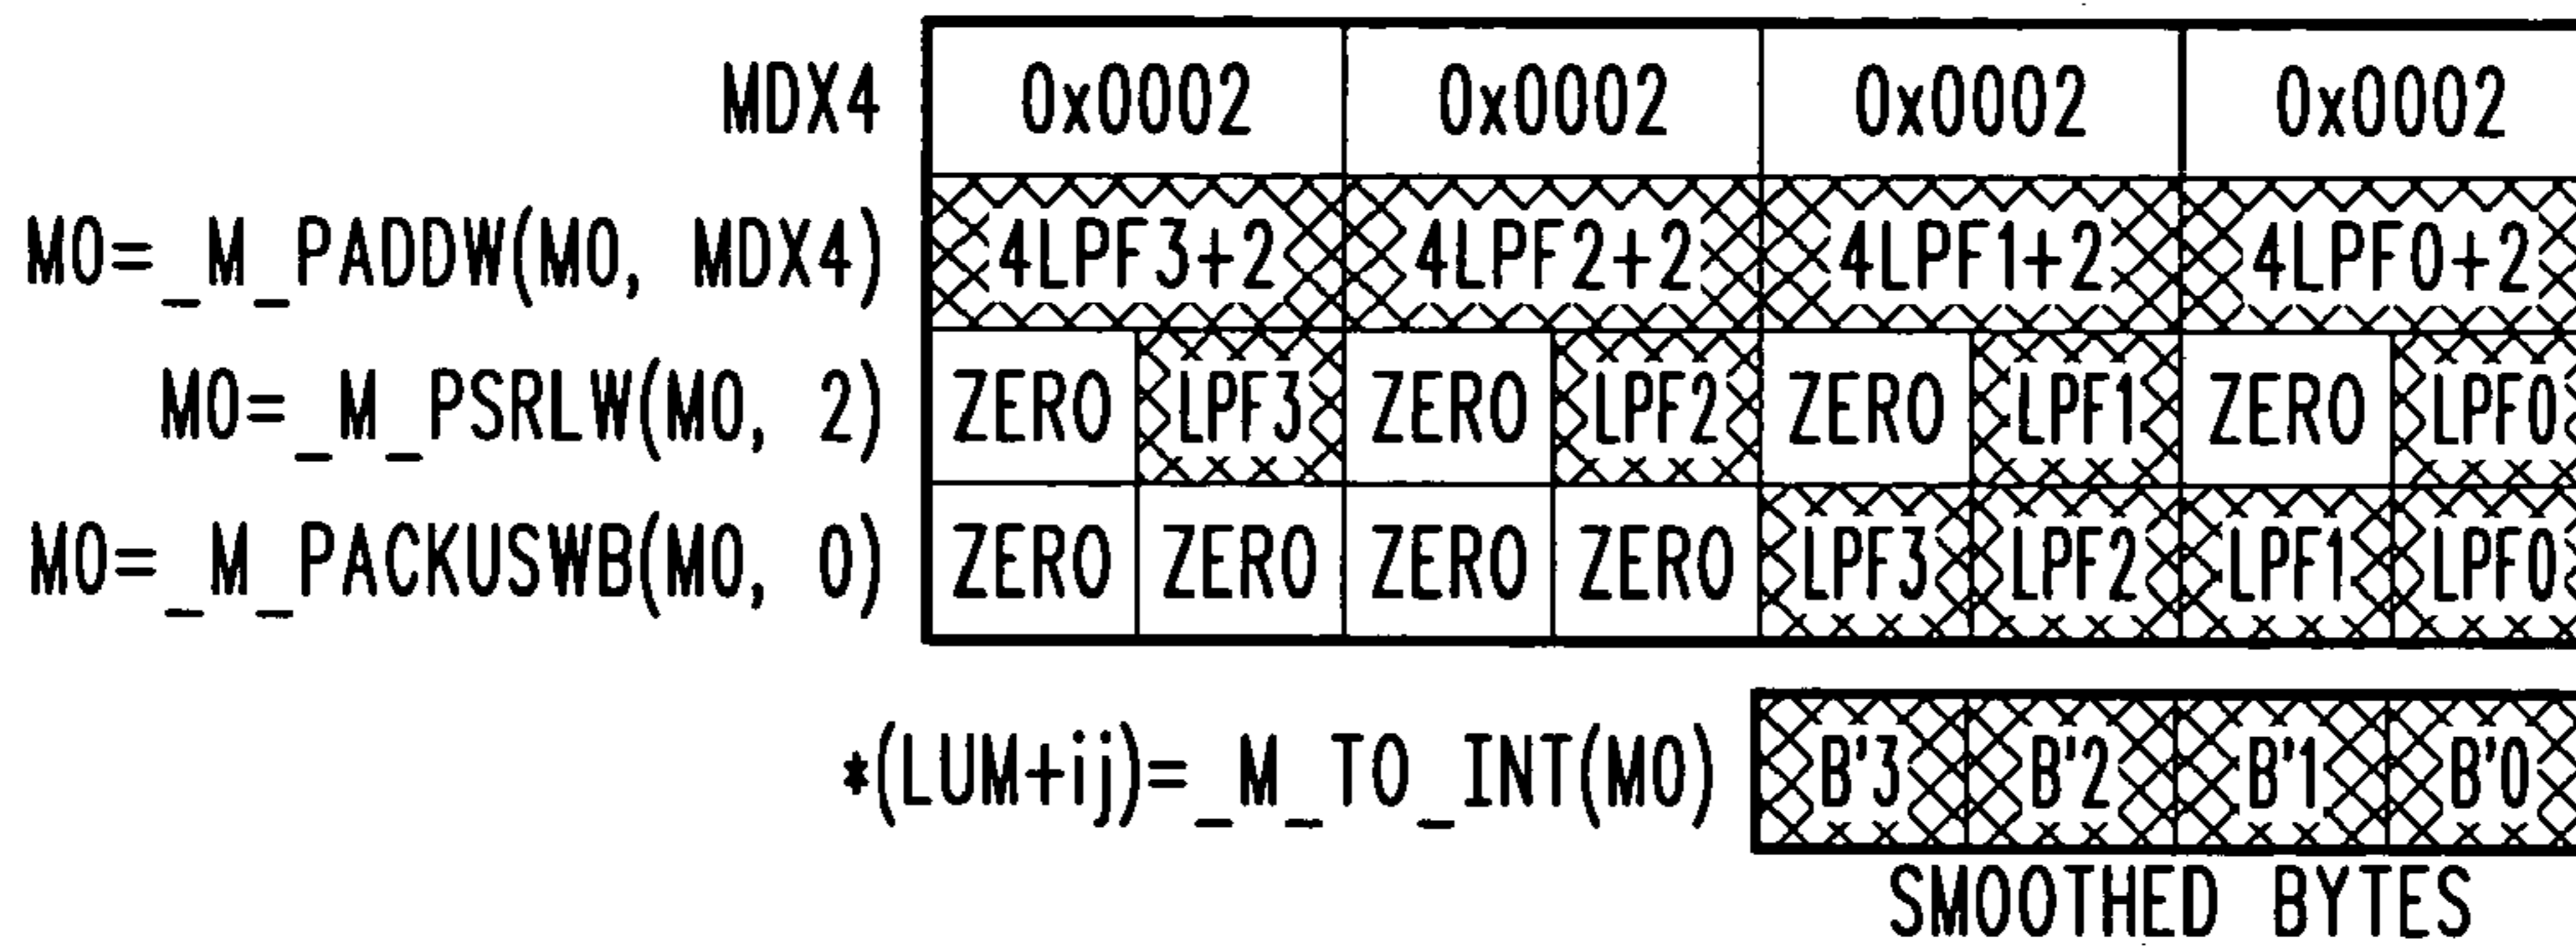 MDX4 0x0002 0x0002 0x0002 0x0002
M0=_M_PADDW(M0, MDX4) 4LPF3+2 4LPF2+2 4LPF1+2 4LPF0+2
M0=_M_PSRLW(M0, 2) ZERO LPF3 ZERO LPF2 ZERO LPF1 ZERO LPF0
M0=_M_PACKUSWB(M0, 0) ZERO ZERO ZERO ZERO LPF3 LPF2 LPF1 LPF0
*(LUM+ij)=_M_TO_INT(M0) B'3 B'2 B'1 B'0
SMOOTHED BYTES